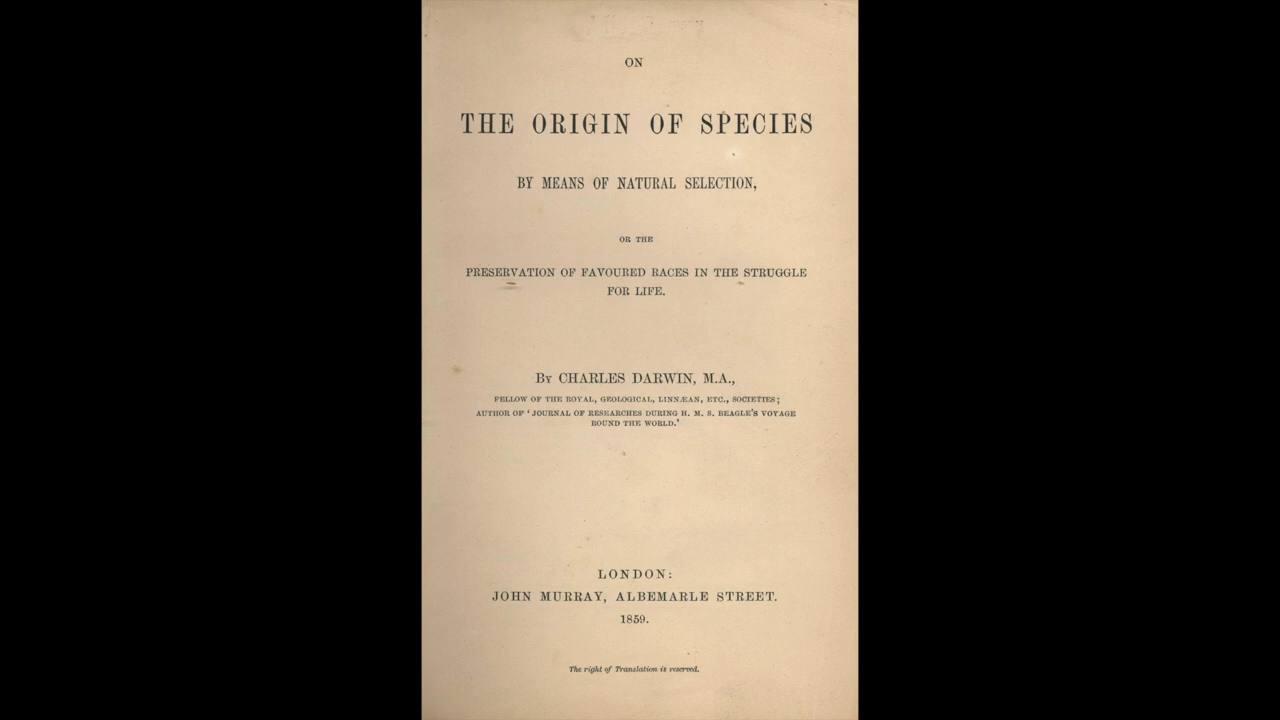 ON
THE ORIGIN OF SPECIES
BY MEANS OF NATURAL SELECTION,
OR THE
PRESERVATION OF FAVOURED RACES IN THE STRUGGLE
FOR LIFE.
By CHARLES DARWIN, M.A.,
FELLOW OF THE ROYAL, GEOLOGICAL, LINNÆAN, ETC., SOCIETIES;
AUTHOR OF 'JOURNAL OF RESEARCHES DURING H. M. S. BEAGLE'S VOYAGE
ROUND THE WORLD.'
LONDON:
JOHN MURRAY, ALBEMARLE STREET.
1859.
The right of Translation is reserved.